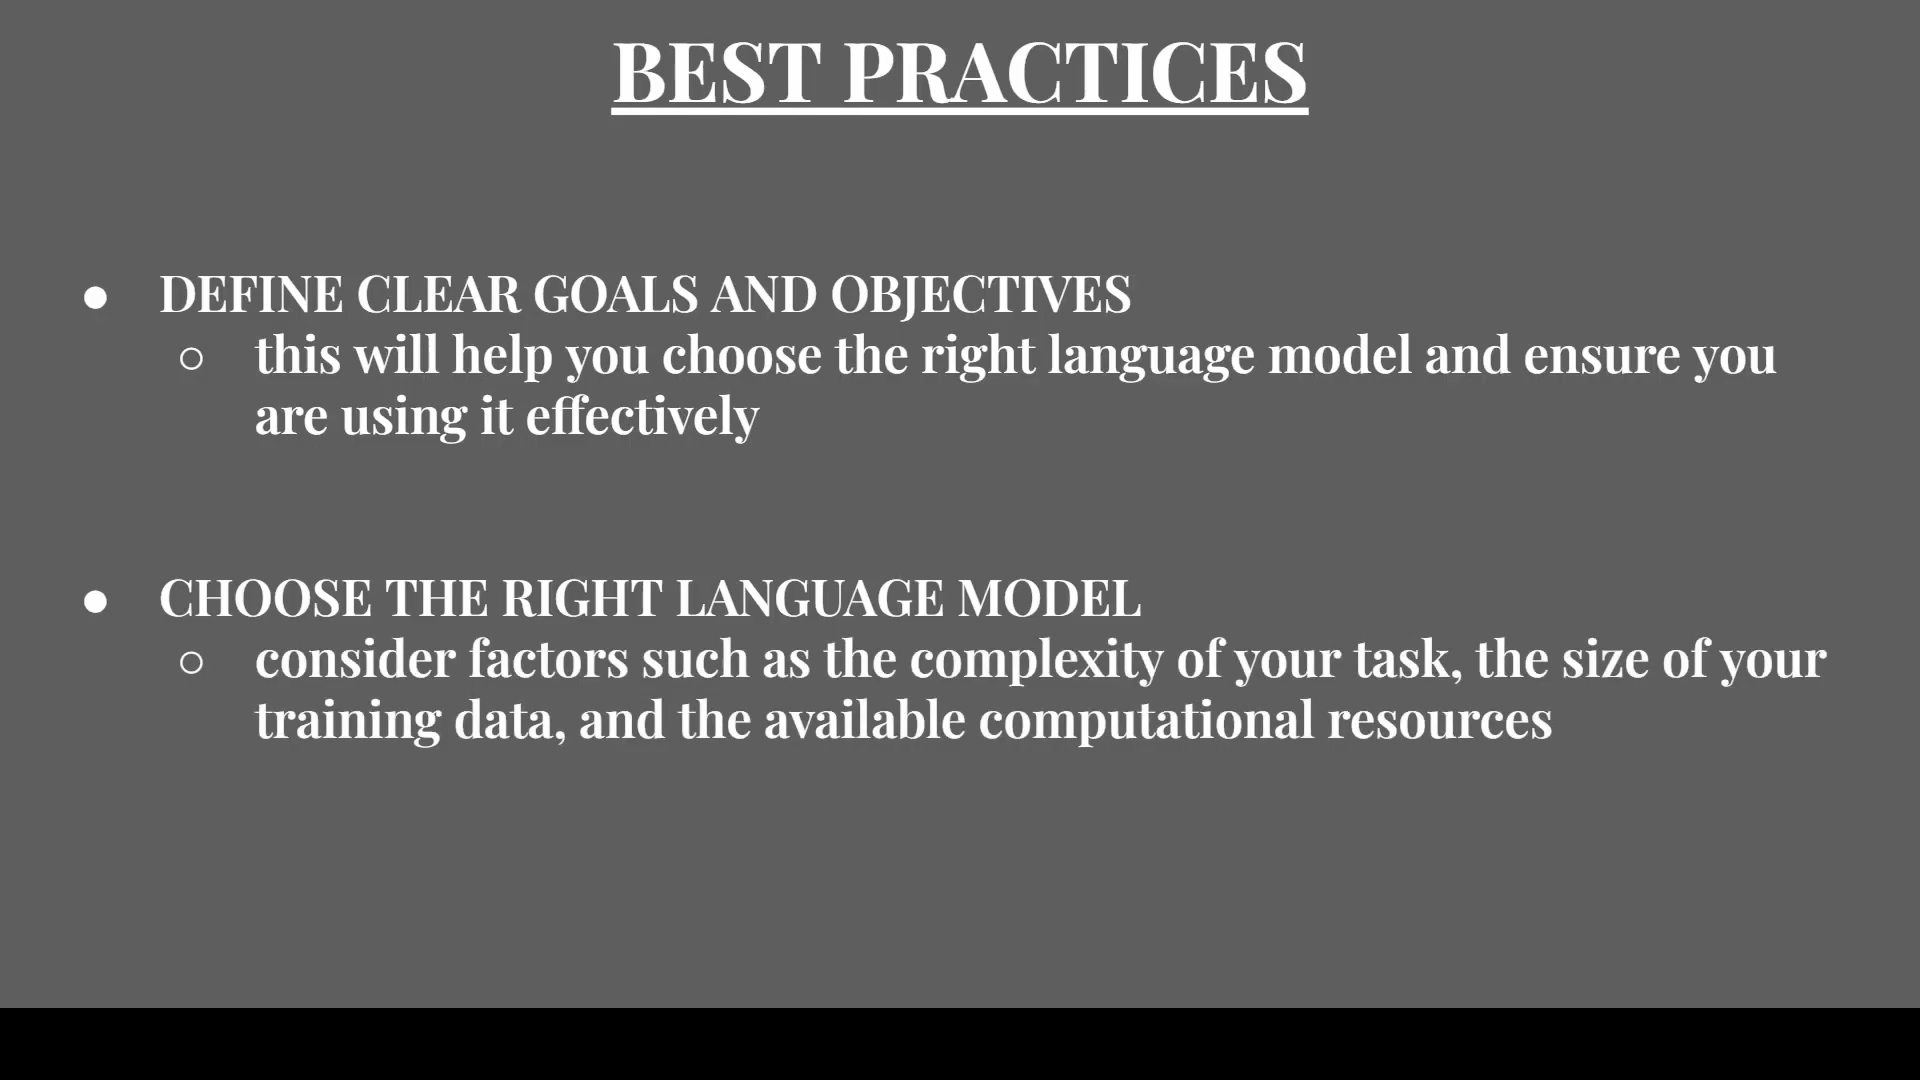 BEST PRACTICES
● DEFINE CLEAR GOALS AND OBJECTIVES
○ this will help you choose the right language model and ensure you
are using it effectively
● CHOOSE THE RIGHT LANGUAGE MODEL
○ consider factors such as the complexity of your task, the size of your
training data, and the available computational resources